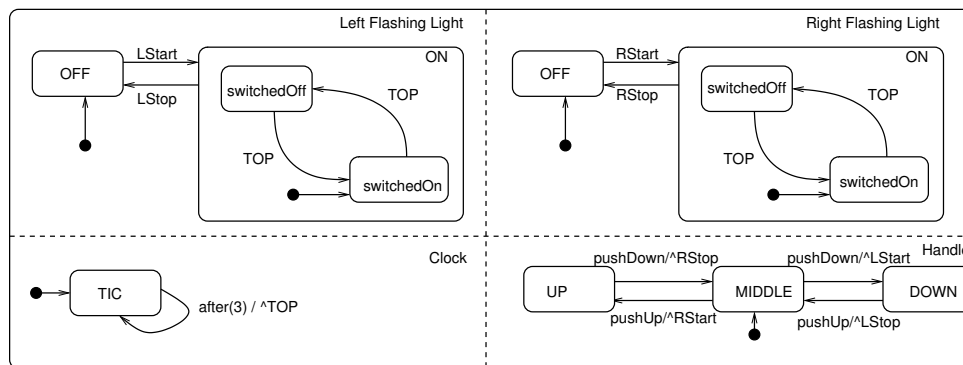 Left Flashing Light
ON
OFF
LStart
LStop
switchedOff
TOP
TOP
switchedOn
Right Flashing Light
ON
OFF
RStart
RStop
switchedOff
TOP
TOP
switchedOn
Clock
TIC
after(3) / ^TOP
Handle
pushDown/^RStop
pushDown/^LStart
UP
MIDDLE
DOWN
pushUp/^RStart
pushUp/^LStop